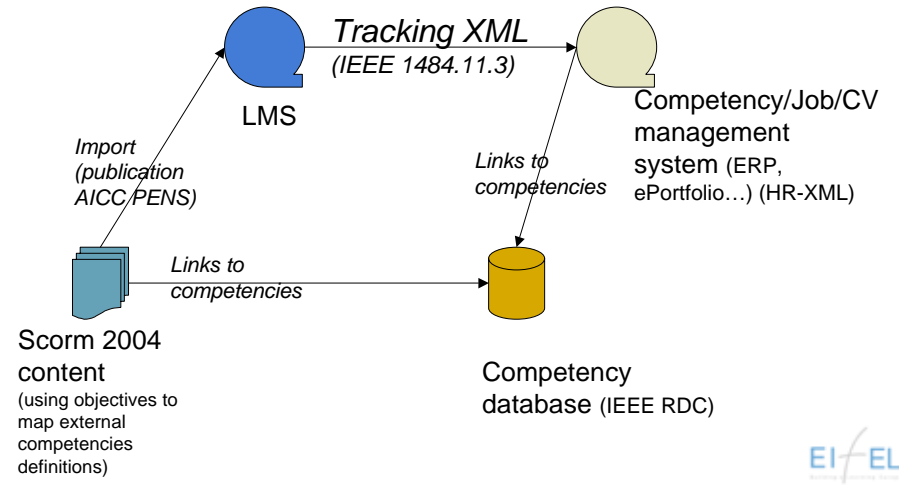 Tracking XML
(IEEE 1484.11.3)
LMS
Competency/Job/CV
management
system (ERP,
ePortfolio…) (HR-XML)
Import
(publication
AICC PENS)
Links to
competencies
Links to
competencies
Scorm 2004
content
(using objectives to
map external
competencies
definitions)
Competency
database (IEEE RDC)
EIFEL